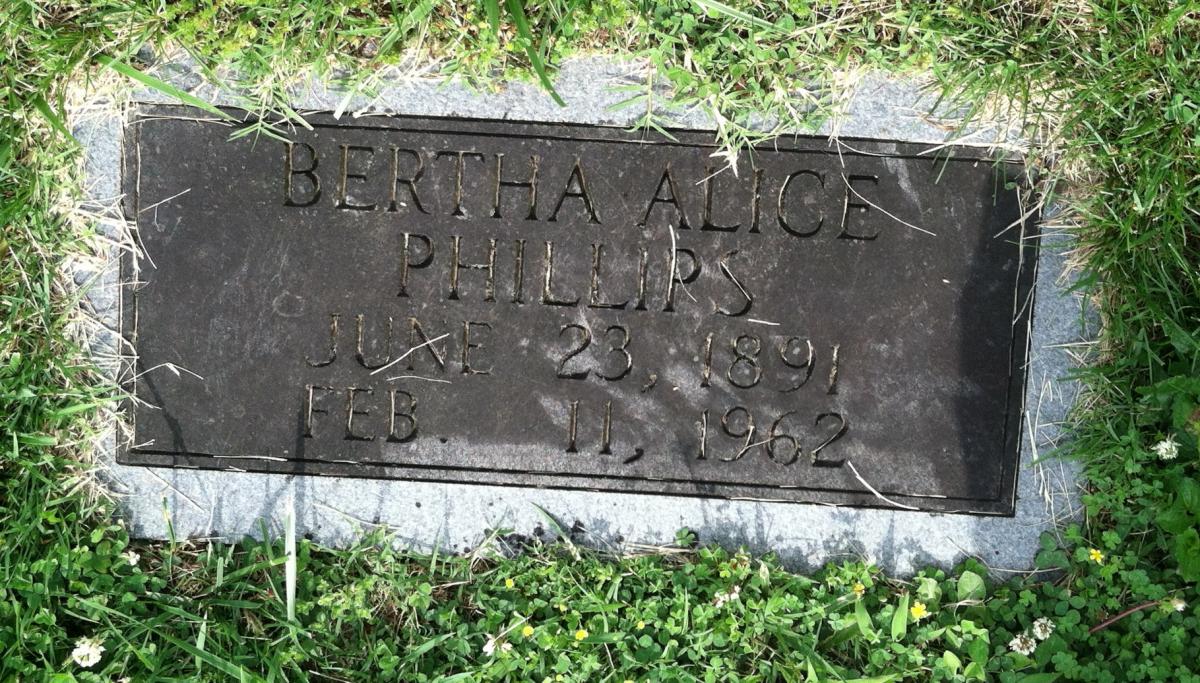 BERTHA ALICE
PHILLIPS
JUNE 23, 1891
FEB. 11, 1962